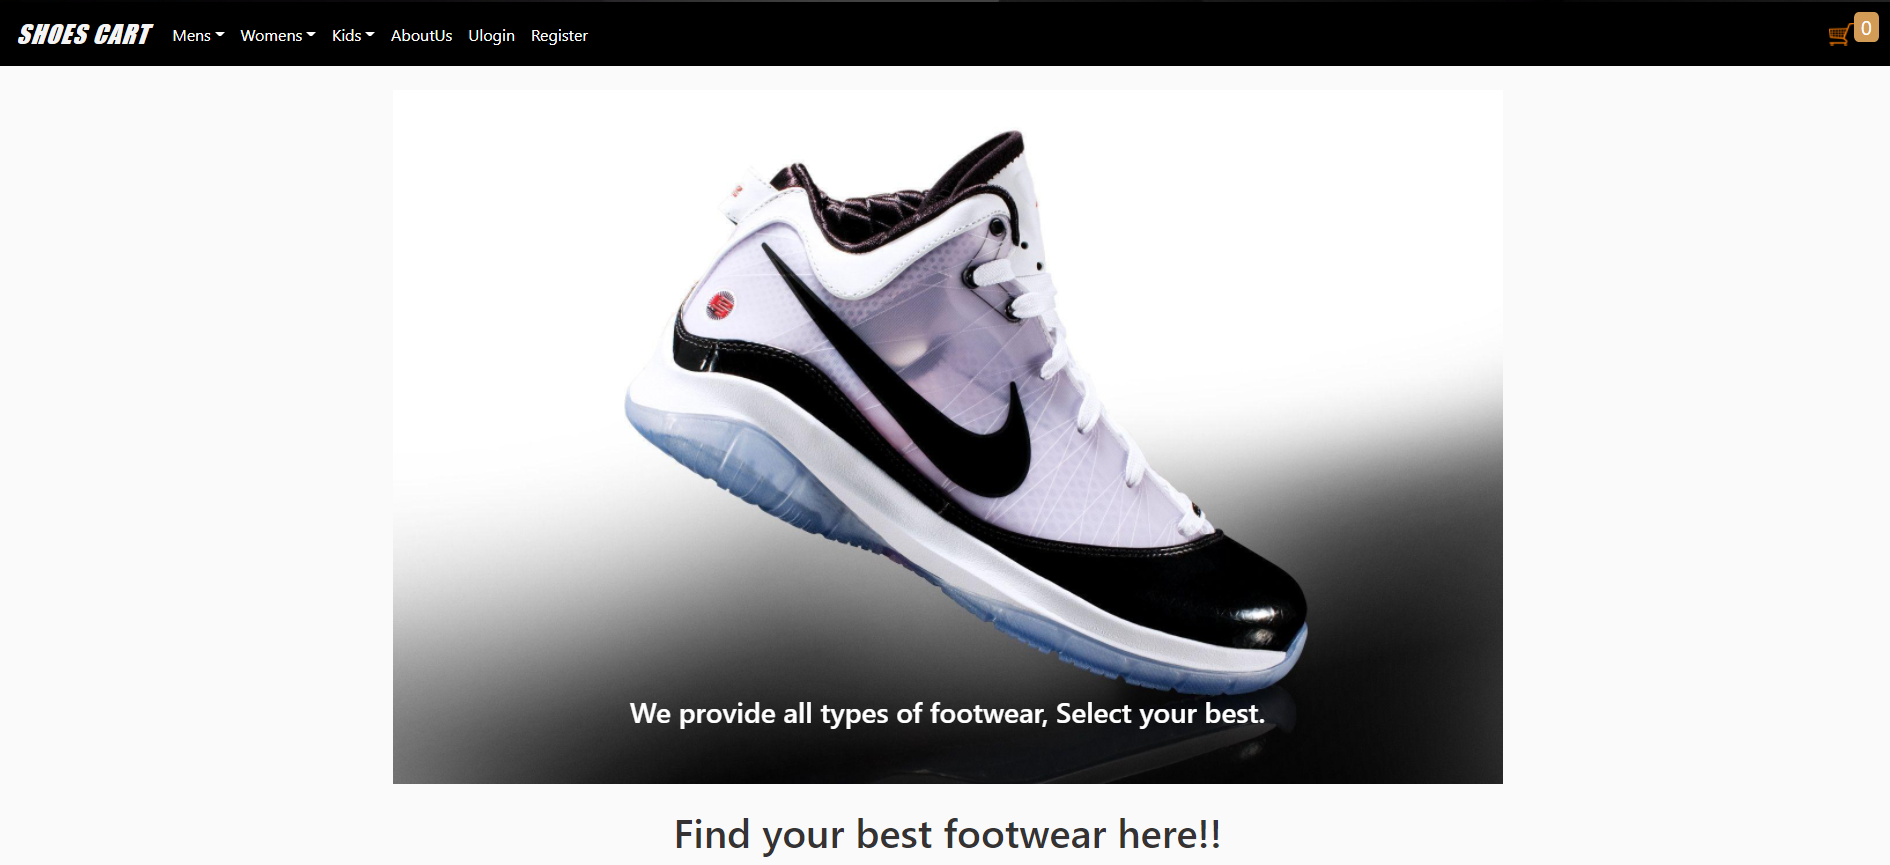 SHOES CART Mens Womens Kids AboutUs Ulogin Register 0
We provide all types of footwear, Select your best.
Find your best footwear here!!